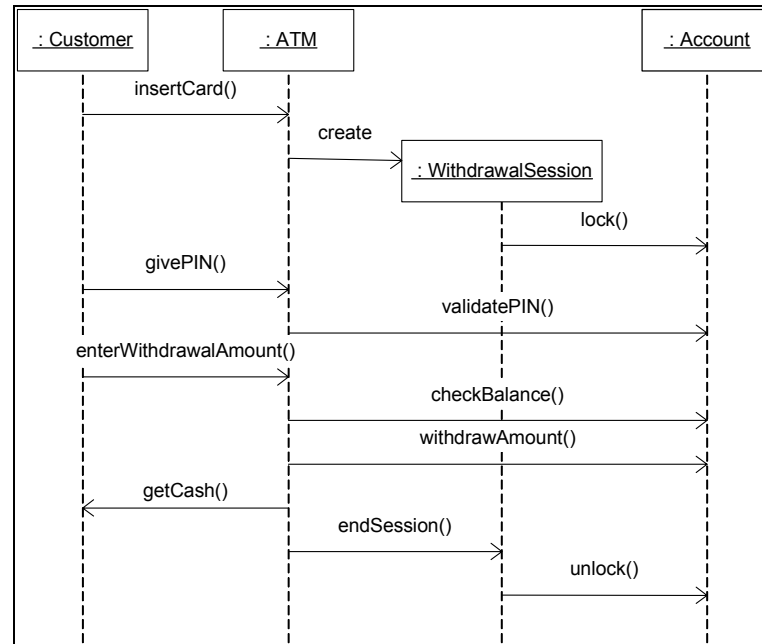 : Customer
: ATM
: Account
insertCard()
create
: WithdrawalSession
lock()
givePIN()
validatePIN()
enterWithdrawalAmount()
checkBalance()
withdrawAmount()
getCash()
endSession()
unlock()